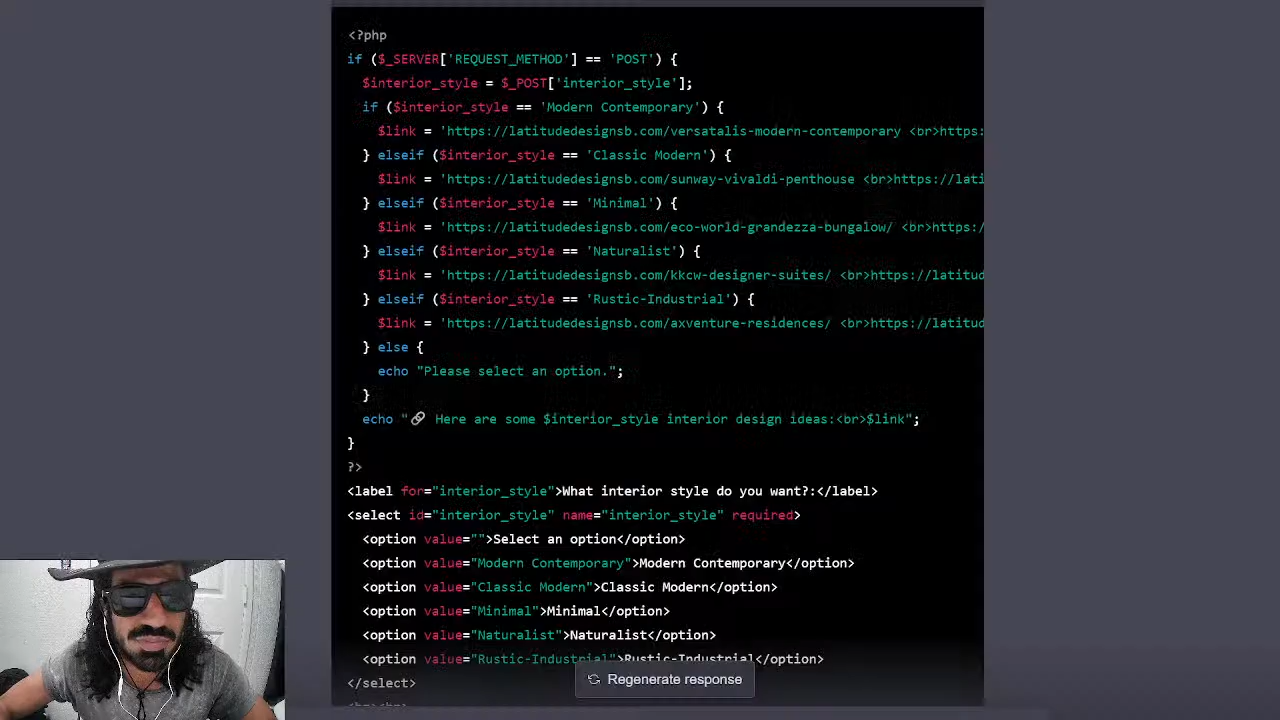 <?php
if ($_SERVER['REQUEST_METHOD'] == 'POST') {
$interior_style = $_POST['interior_style'];
if ($interior_style == 'Modern Contemporary') {
$link = 'https://latitudedesignsb.com/versatalis-modern-contemporary <br>https:
} elseif ($interior_style == 'Classic Modern') {
$link = 'https://latitudedesignsb.com/sunway-vivaldi-penthouse <br>https://lati
} elseif ($interior_style == 'Minimal') {
$link = 'https://latitudedesignsb.com/eco-world-grandezza-bungalow/ <br>https:/
} elseif ($interior_style == 'Naturalist') {
$link = 'https://latitudedesignsb.com/kkcw-designer-suites/ <br>https://latitud
} elseif ($interior_style == 'Rustic-Industrial') {
$link = 'https://latitudedesignsb.com/axventure-residences/ <br>https://latitud
} else {
echo "Please select an option.";
}
echo "🔗 Here are some $interior_style interior design ideas:<br>$link";
}
?>
<label for="interior_style">What interior style do you want?:</label>
<select id="interior_style" name="interior_style" required>
<option value="">Select an option</option>
<option value="Modern Contemporary">Modern Contemporary</option>
<option value="Classic Modern">Classic Modern</option>
<option value="Minimal">Minimal</option>
<option value="Naturalist">Naturalist</option>
<option value="Rustic-Industrial">Rustic-Industrial</option>
Regenerate response
</select>